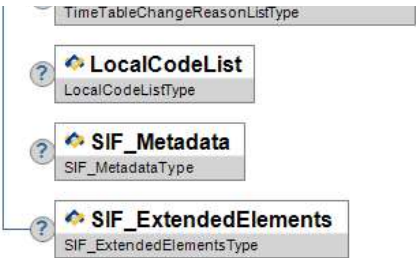 TimeTableChangeReasonListType
?
LocalCodeList
LocalCodeListType
?
SIF_Metadata
SIF_MetadataType
?
SIF_ExtendedElements
SIF_ExtendedElementsType